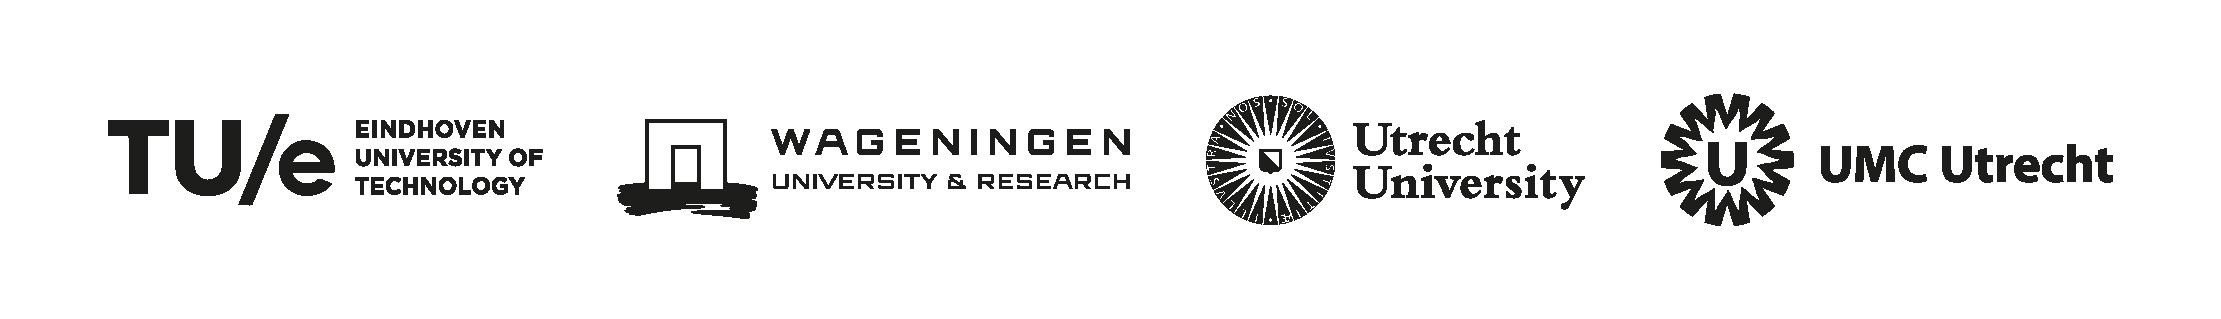 TU/e
EINDHOVEN
UNIVERSITY OF
TECHNOLOGY
WAGENINGEN
UNIVERSITY & RESEARCH
Utrecht
University
U
UMC Utrecht